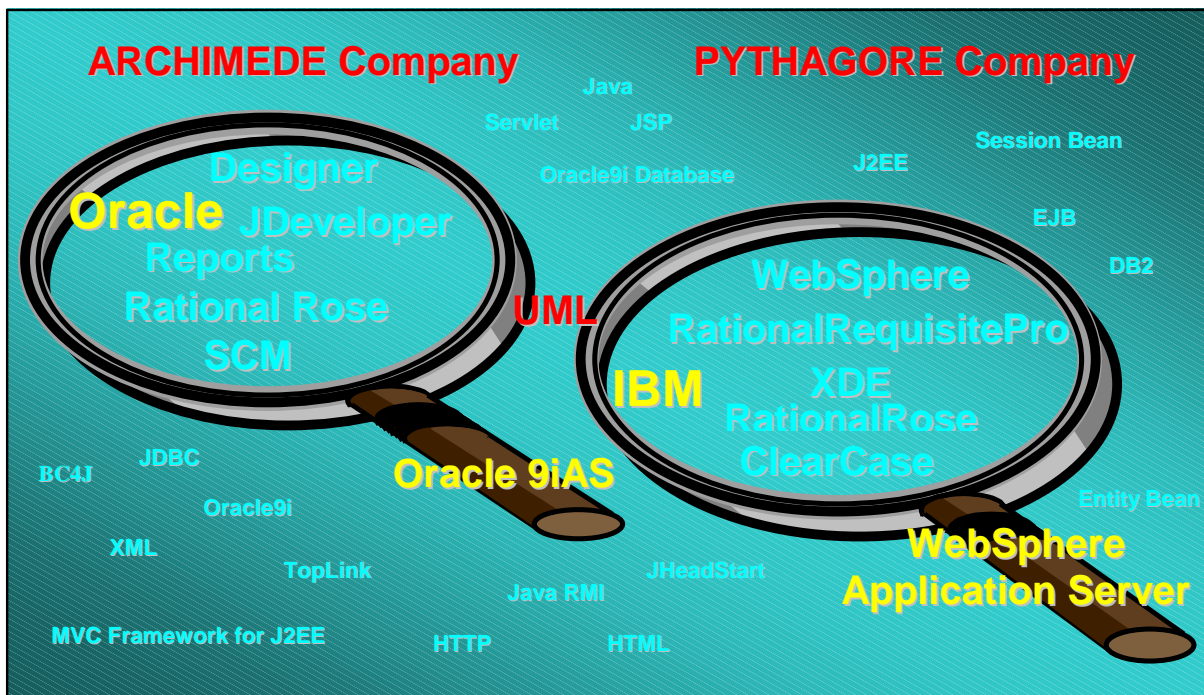 ARCHIMEDE Company
PYTHAGORE Company
Java
Servlet
JSP
Session Bean
Oracle9i Database
J2EE
Designer
Oracle
JDeveloper
Reports
Rational Rose
SCM
EJB
DB2
UML
WebSphere
RationalRequisitePro
IBM
XDE
RationalRose
ClearCase
Oracle 9iAS
JDBC
BC4J
Oracle9i
Entity Bean
XML
TopLink
Java RMI
JHeadStart
WebSphere
Application Server
MVC Framework for J2EE
HTTP
HTML